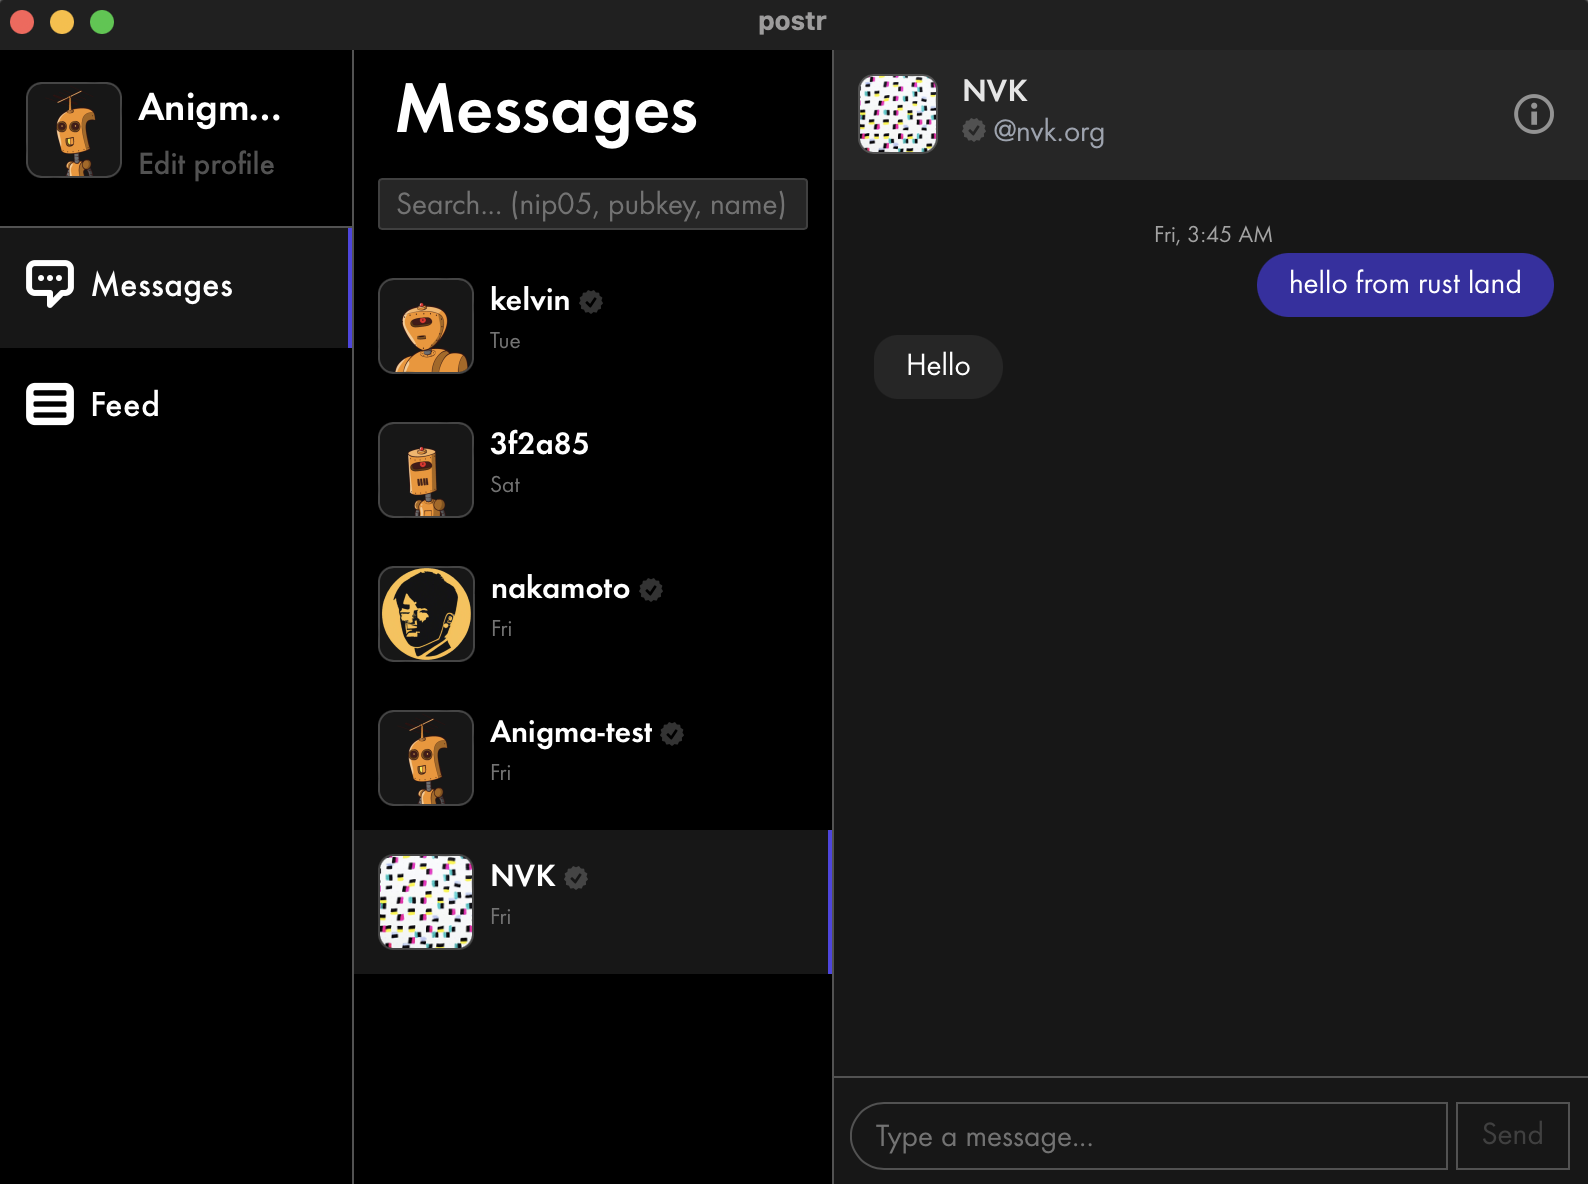 postr
Anigm...
Edit profile
Messages
Feed
Messages
Search... (nip05, pubkey, name)
kelvin
Tue
3f2a85
Sat
nakamoto
Fri
Anigma-test
Fri
NVK
Fri
NVK
@nvk.org
Fri, 3:45 AM
hello from rust land
Hello
Type a message...
Send